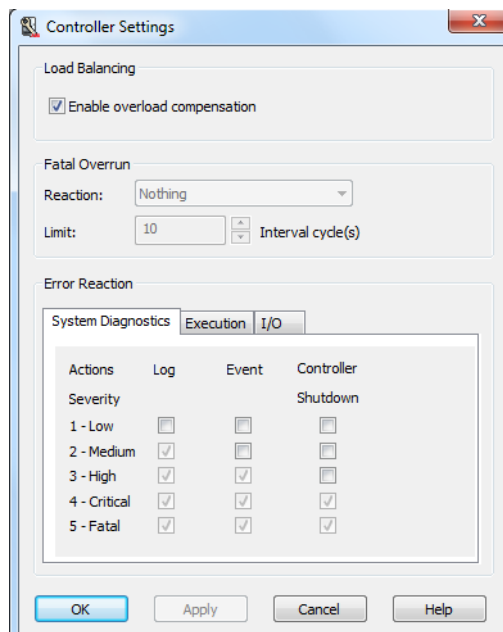 Controller Settings
Load Balancing
Enable overload compensation
Fatal Overrun
Reaction: Nothing
Limit: 10 Interval cycle(s)
Error Reaction
System Diagnostics Execution I/O
Actions Log Event Controller
Severity Shutdown
1 - Low
2 - Medium
3 - High
4 - Critical
5 - Fatal
OK Apply Cancel Help